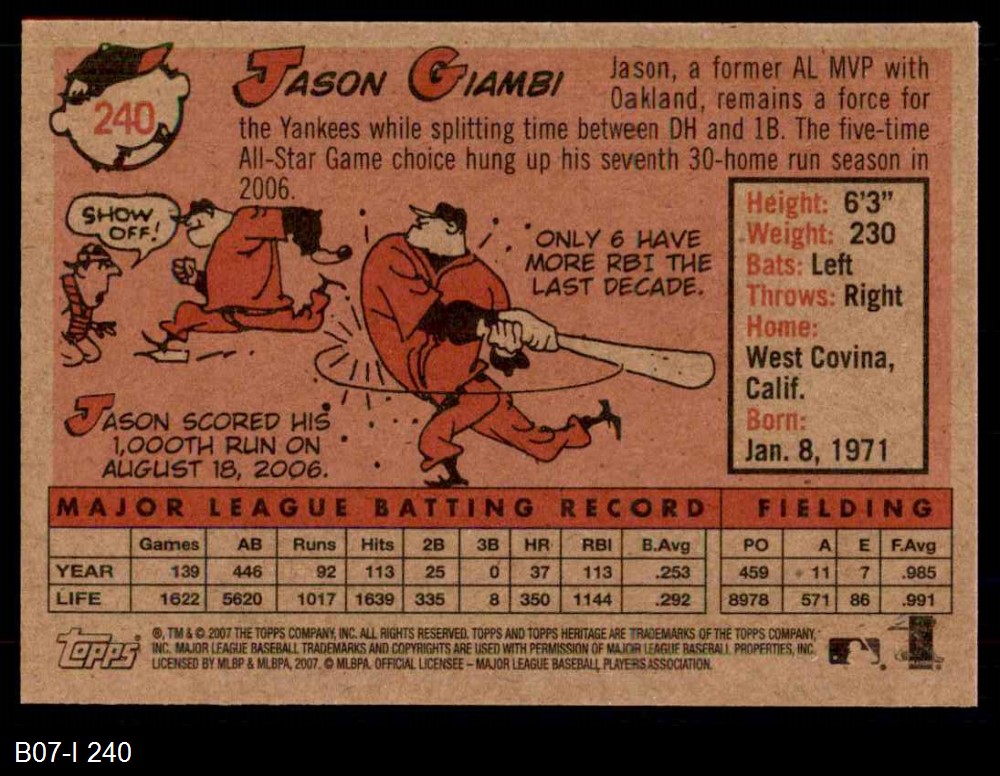 240
JASON GIAMBI
Jason, a former AL MVP with
Oakland, remains a force for
the Yankees while splitting time between DH and 1B. The five-time
All-Star Game choice hung up his seventh 30-home run season in
2006.
SHOW
OFF!
ONLY 6 HAVE
MORE RBI THE
LAST DECADE.
Height: 6'3"
Weight: 230
Bats: Left
Throws: Right
Home:
West Covina,
Calif.
Born:
Jan. 8, 1971
JASON SCORED HIS
1,000TH RUN ON
AUGUST 18, 2006.
MAJOR LEAGUE BATTING RECORD FIELDING
Games AB Runs Hits 2B 3B HR RBI B.Avg PO A E F.Avg
YEAR 139 446 92 113 25 0 37 113 .253 459 11 7 .985
LIFE 1622 5620 1017 1639 335 8 350 1144 .292 8978 571 86 .991
Topps
®, TM & © 2007 THE TOPPS COMPANY, INC. ALL RIGHTS RESERVED. TOPPS AND TOPPS HERITAGE ARE TRADEMARKS OF THE TOPPS COMPANY,
INC. MAJOR LEAGUE BASEBALL TRADEMARKS AND COPYRIGHTS ARE USED WITH PERMISSION OF MAJOR LEAGUE BASEBALL PROPERTIES, INC.
LICENSED BY MLBP & MLBPA, 2007. © MLBPA. OFFICIAL LICENSEE – MAJOR LEAGUE BASEBALL PLAYERS ASSOCIATION.
B07-I 240